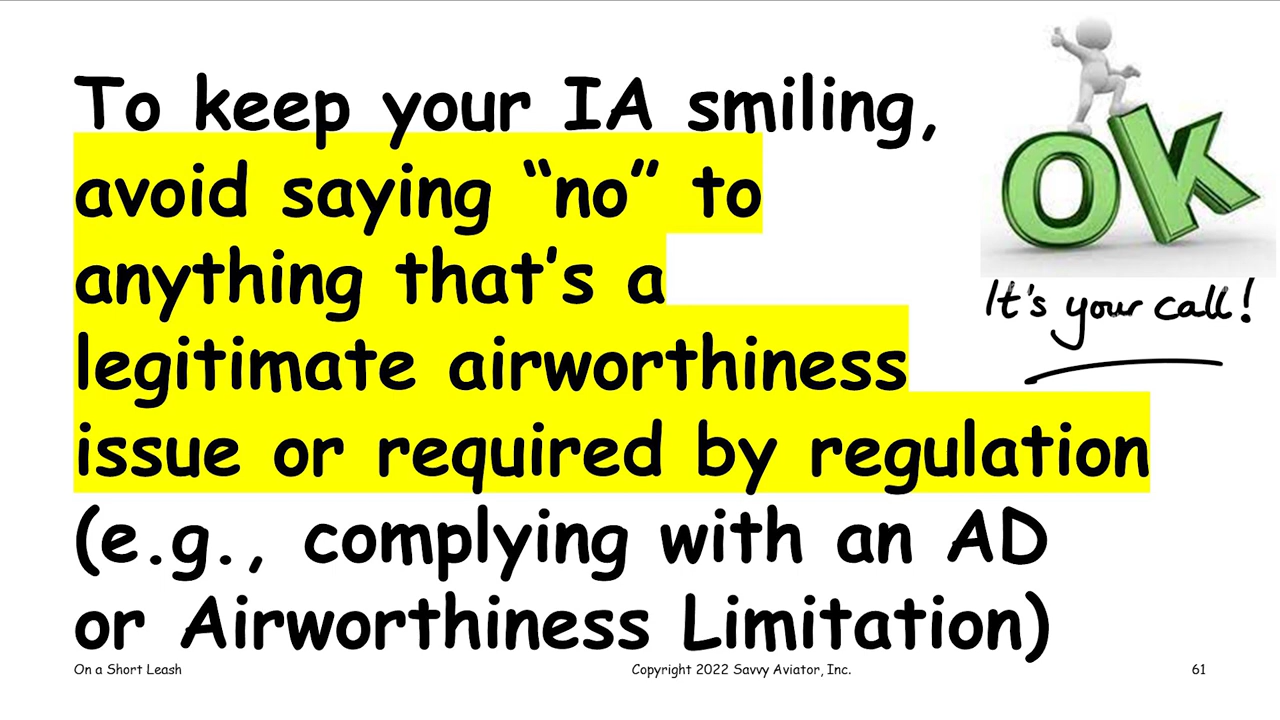 To keep your IA smiling,
avoid saying “no” to
anything that’s a
legitimate airworthiness
issue or required by regulation
(e.g., complying with an AD
or Airworthiness Limitation)
OK
It's your call!
On a Short Leash
Copyright 2022 Savvy Aviator, Inc.
61